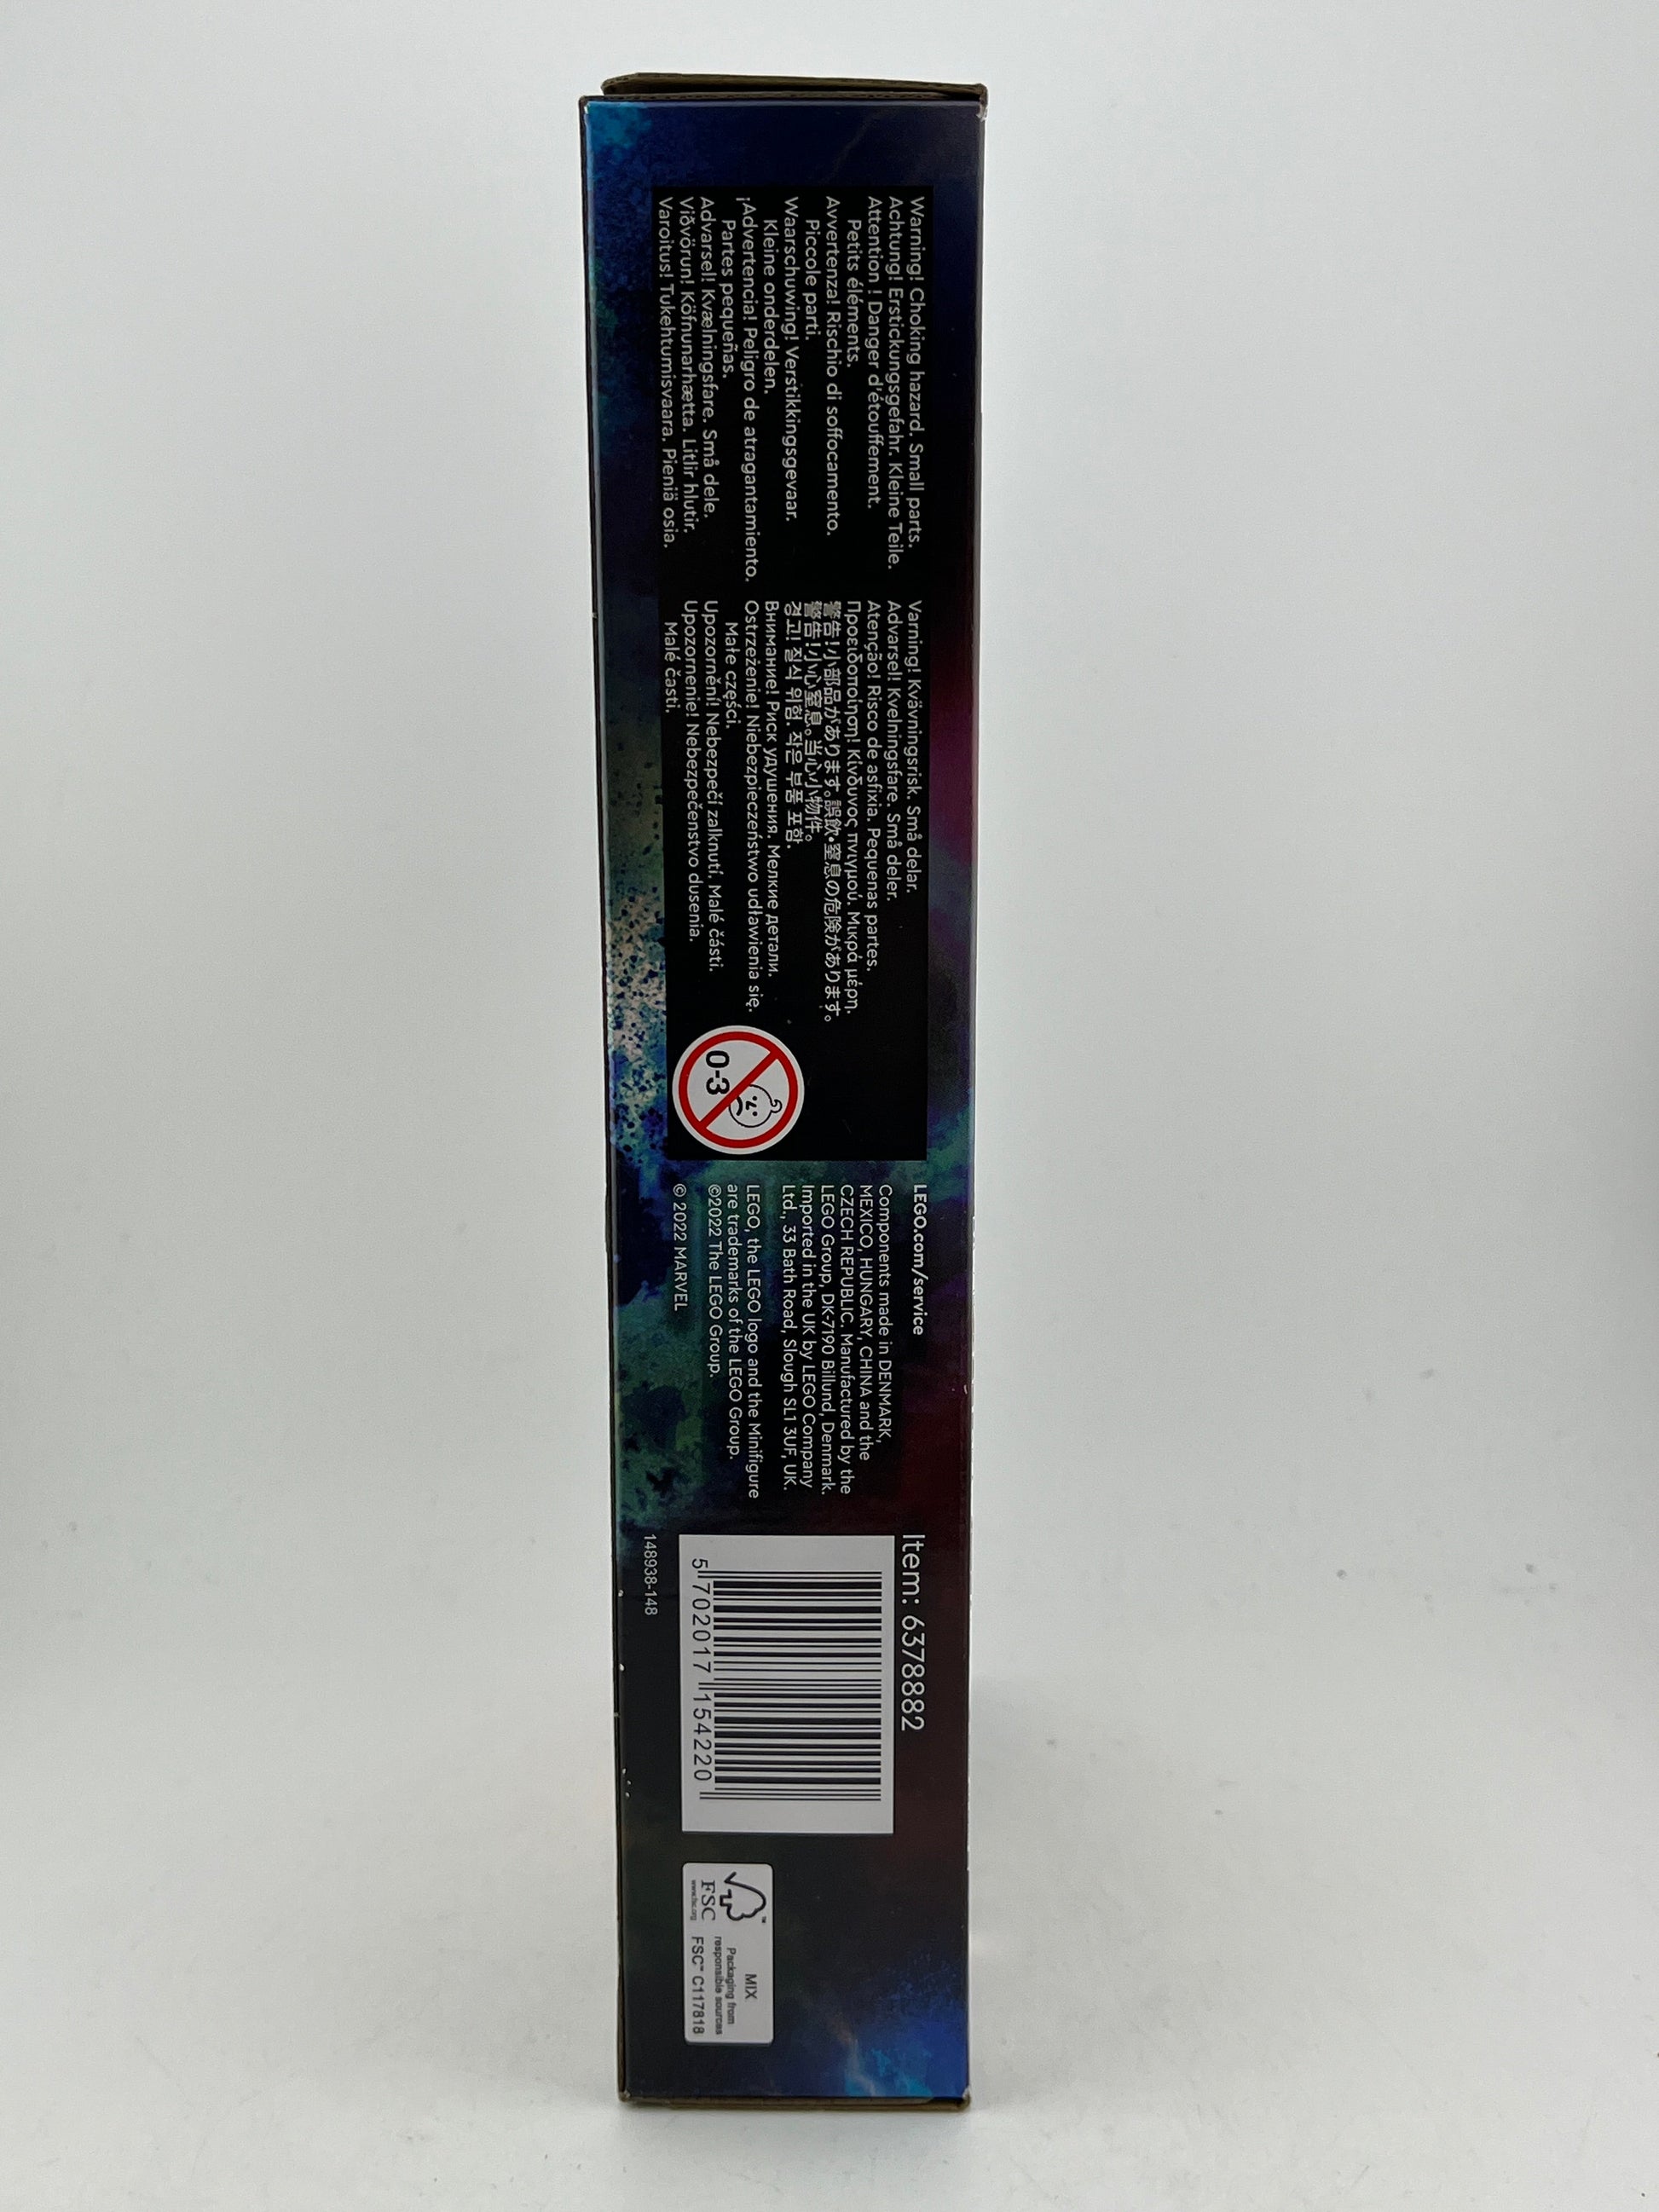 Warning! Choking hazard. Small parts.
Achtung! Erstickungsgefahr. Kleine Teile.
Attention ! Danger d'étouffement.
Petits éléments.
Avvertenza! Rischio di soffocamento.
Piccole parti.
Waarschuwing! Verstikkingsgevaar.
Kleine onderdelen.
¡Advertencia! Peligro de atragantamiento.
Partes pequeñas.
Advarsel! Kvælningsfare. Små dele.
Viðvörun! Köfnunarhætta. Litlir hlutir.
Varoitus! Tukehtumisvaara. Pieniä osia.
Varning! Kvävningsrisk. Små delar.
Advarsel! Kvelningsfare. Små deler.
Atenção! Risco de asfixia. Pequenas partes.
Προειδοποίηση! Κίνδυνος πνιγμού. Μικρά μέρη.
警告！小部品があります。誤飲・窒息の危険があります。
警告！小心窒息。当心小物件。
경고! 질식 위험. 작은 부품 포함.
Внимание! Риск удушения. Мелкие детали.
Ostrzeżenie! Niebezpieczeństwo udławienia się.
Małe części.
Upozornění! Nebezpečí zalknutí. Malé části.
Upozornenie! Nebezpečenstvo dusenia.
Malé časti.
0-3
LEGO.com/service
Components made in DENMARK,
MEXICO, HUNGARY, CHINA and the
CZECH REPUBLIC. Manufactured by the
LEGO Group, DK-7190 Billund, Denmark.
Imported in the UK by LEGO Company
Ltd., 33 Bath Road, Slough SL1 3UF, UK.
LEGO, the LEGO logo and the Minifigure
are trademarks of the LEGO Group.
©2022 The LEGO Group.
© 2022 MARVEL
Item: 6378882
5 702017 154220
148938-148
FSC
www.fsc.org
MIX
Packaging from
responsible sources
FSC™ C117818